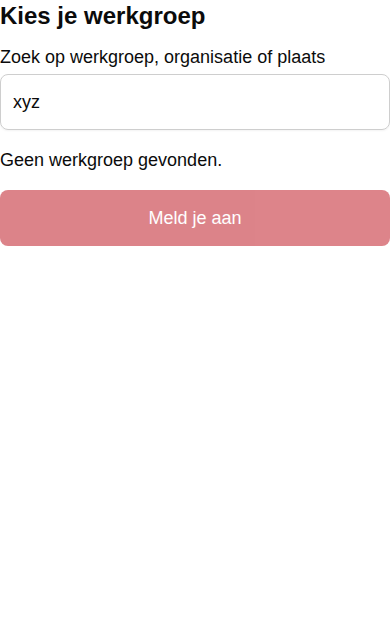 Kies je werkgroep
Zoek op werkgroep, organisatie of plaats
xyz
Geen werkgroep gevonden.
Meld je aan